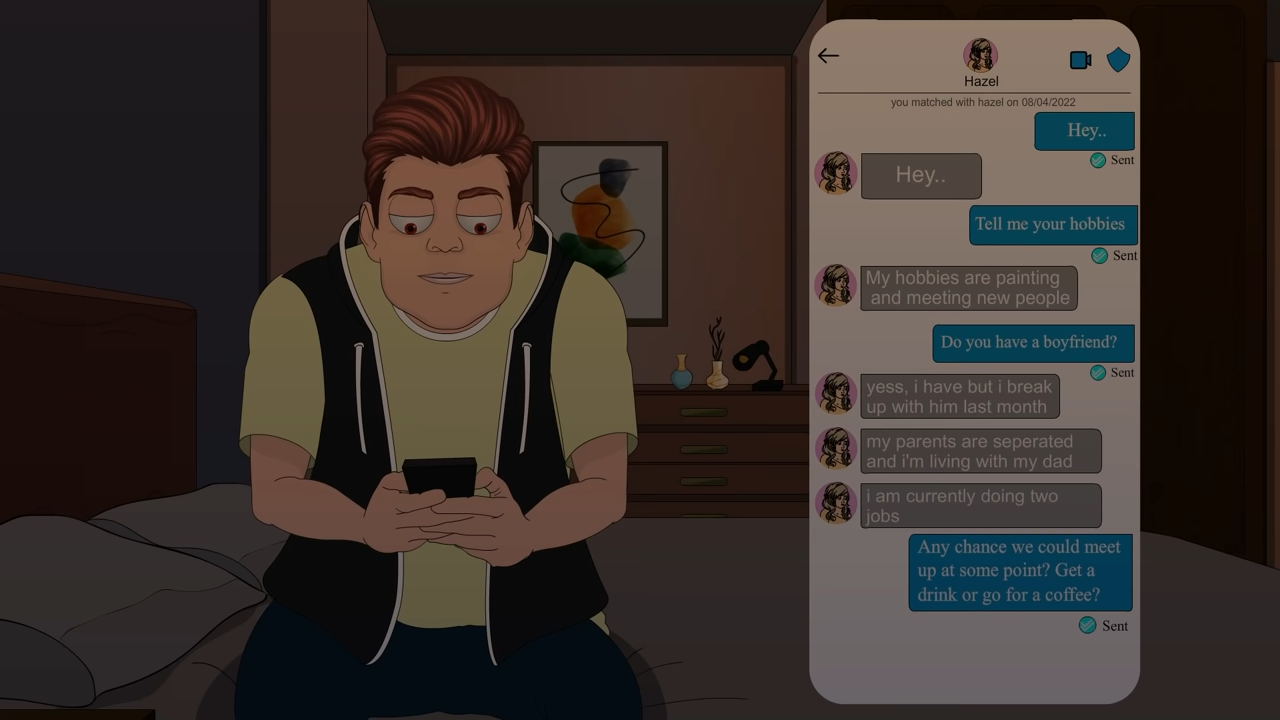 Hazel
you matched with hazel on 08/04/2022
Hey..
Sent
Hey..
Tell me your hobbies
Sent
My hobbies are painting
and meeting new people
Do you have a boyfriend?
Sent
yess, i have but i break
up with him last month
my parents are seperated
and i'm living with my dad
i am currently doing two
jobs
Any chance we could meet
up at some point? Get a
drink or go for a coffee?
Sent